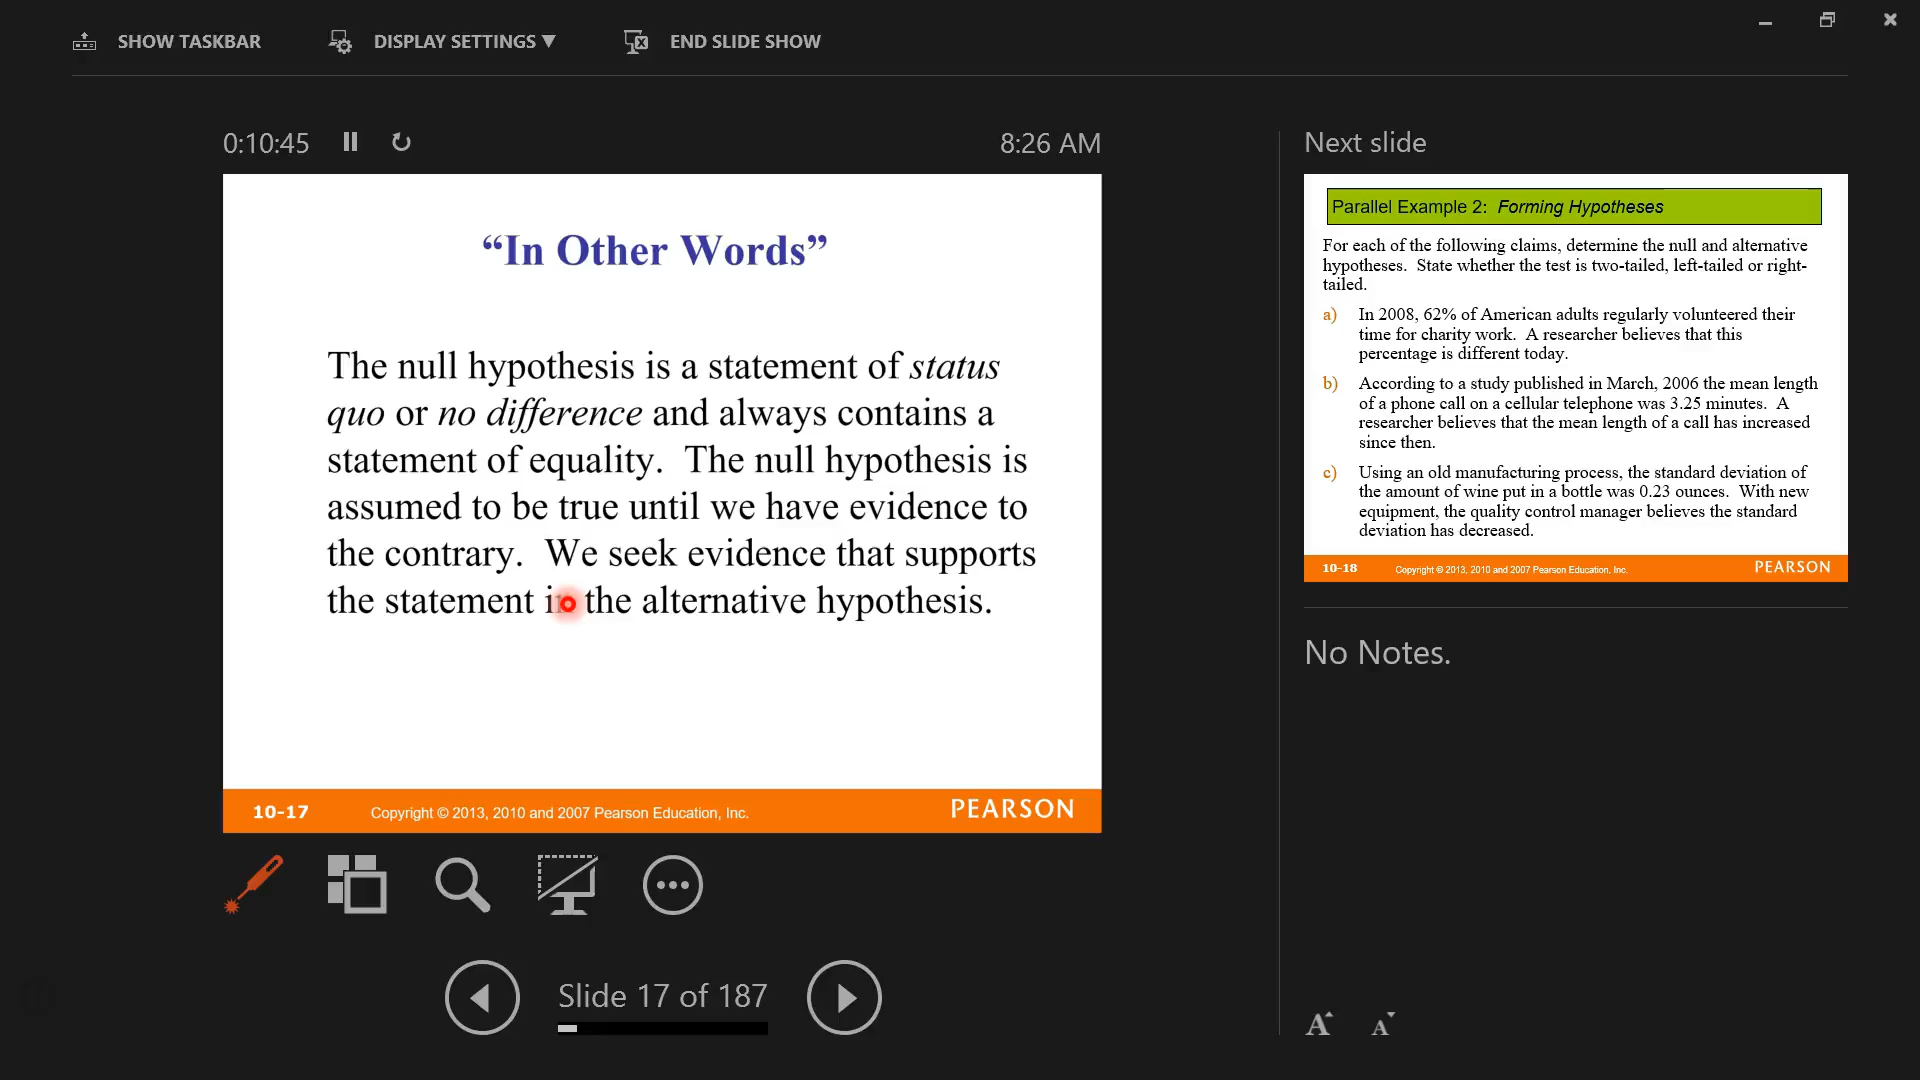 SHOW TASKBAR
DISPLAY SETTINGS ▼
END SLIDE SHOW
0:10:45
8:26 AM
“In Other Words”
The null hypothesis is a statement of status
quo or no difference and always contains a
statement of equality.  The null hypothesis is
assumed to be true until we have evidence to
the contrary.  We seek evidence that supports
the statement in the alternative hypothesis.
10-17
Copyright © 2013, 2010 and 2007 Pearson Education, Inc.
PEARSON
Slide 17 of 187
Next slide
Parallel Example 2:  Forming Hypotheses
For each of the following claims, determine the null and alternative
hypotheses.  State whether the test is two-tailed, left-tailed or right-
tailed.
a) In 2008, 62% of American adults regularly volunteered their
time for charity work.  A researcher believes that this
percentage is different today.
b) According to a study published in March, 2006 the mean length
of a phone call on a cellular telephone was 3.25 minutes.  A
researcher believes that the mean length of a call has increased
since then.
c) Using an old manufacturing process, the standard deviation of
the amount of wine put in a bottle was 0.23 ounces.  With new
equipment, the quality control manager believes the standard
deviation has decreased.
10-18
Copyright © 2013, 2010 and 2007 Pearson Education, Inc.
PEARSON
No Notes.
A A